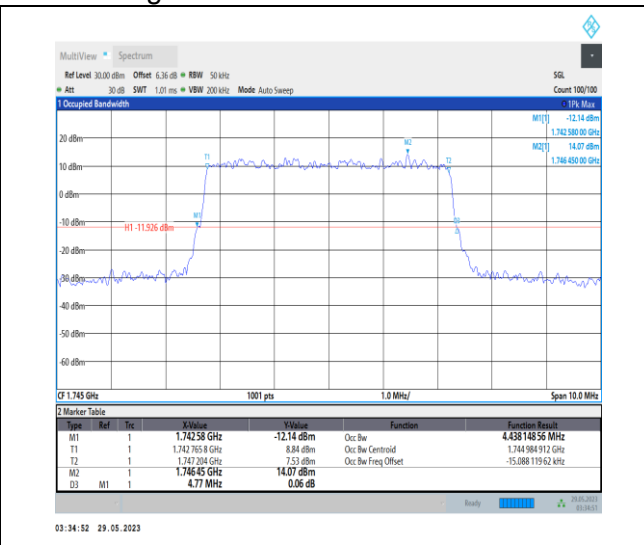 MultiView Spectrum
Ref Level 30.00 dBm Offset 6.36 dB RBW 50 kHz SGL
Att 30 dB SWT 1.01 ms VBW 200 kHz Mode Auto Sweep Count 100/100
1 Occupied Bandwidth 1Pk Max
M1[1] -12.14 dBm
1.742 580 00 GHz
20 dBm
M2 M2[1] 14.07 dBm
T1 T2 1.746 450 00 GHz
10 dBm
0 dBm
-10 dBm M1
H1 -11.926 dBm
-20 dBm
-30 dBm
-40 dBm
-50 dBm
-60 dBm
CF 1.745 GHz 1001 pts 1.0 MHz/ Span 10.0 MHz
2 Marker Table
Type Ref Trc X-Value Y-Value Function Function Result
M1 1 1.742 58 GHz -12.14 dBm Occ Bw 4.438 148 56 MHz
T1 1 1.742 765 8 GHz 8.84 dBm Occ Bw Centroid 1.744 984 912 GHz
T2 1 1.747 204 GHz 7.53 dBm Occ Bw Freq Offset -15.088 119 62 kHz
M2 1 1.746 45 GHz 14.07 dBm
D3 M1 1 4.77 MHz 0.06 dB
Ready 29.05.2023
03:34:51
03:34:52 29.05.2023